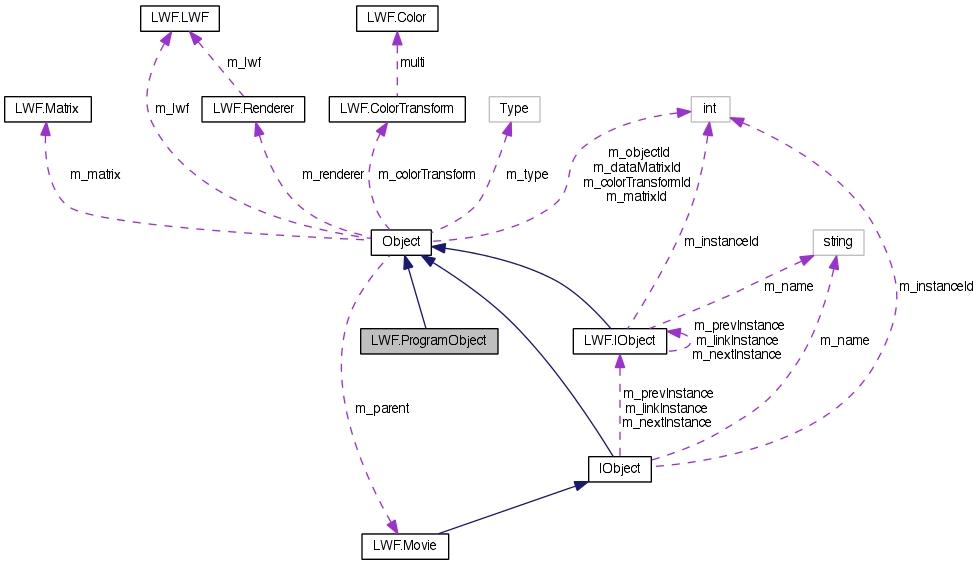 LWF.LWF
LWF.Color
m_lwf
multi
LWF.Matrix
m_lwf
LWF.Renderer
LWF.ColorTransform
Type
int
m_matrix
m_renderer
m_colorTransform
m_type
m_objectId
m_dataMatrixId
m_colorTransformId
m_matrixId
Object
m_instanceId
string
m_name
m_instanceId
LWF.ProgramObject
LWF.IObject
m_prevInstance
m_linkInstance
m_nextInstance
m_name
m_parent
m_prevInstance
m_linkInstance
m_nextInstance
IObject
LWF.Movie